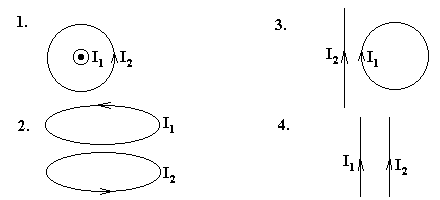 1.
I₁ I₂
2.
I₁
I₂
3.
I₂ I₁
4.
I₁ I₂